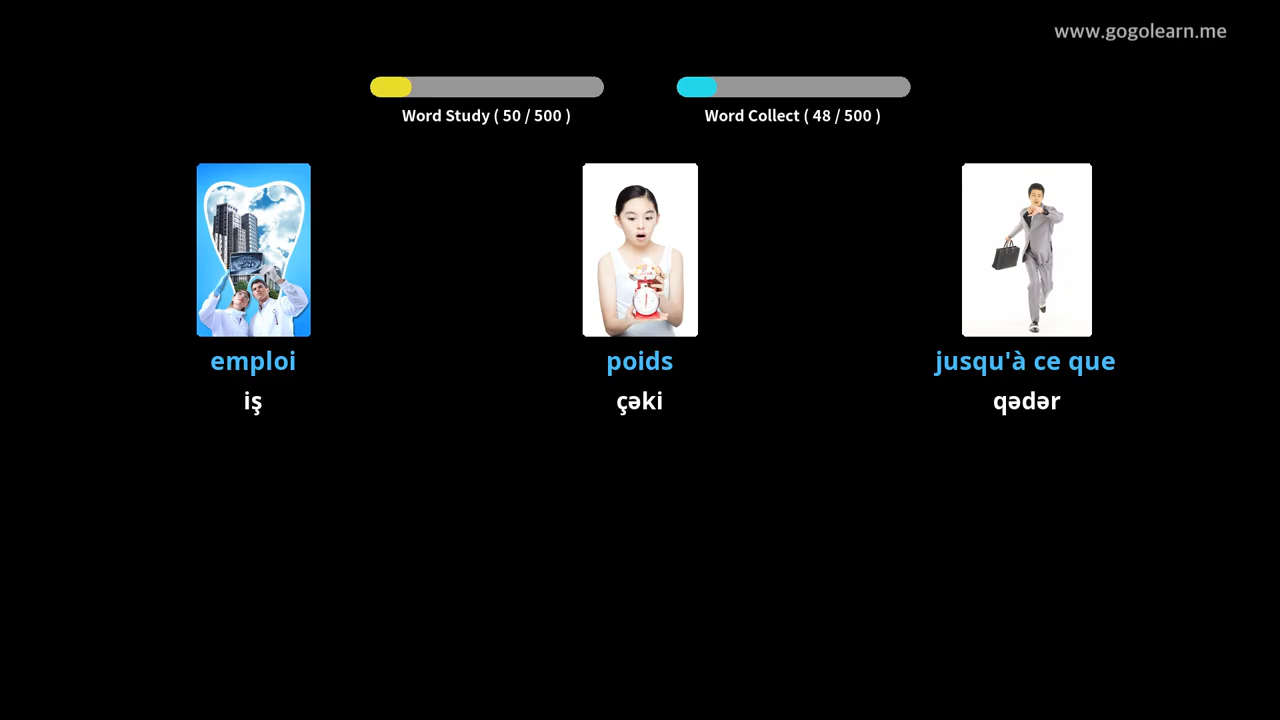 www.gogolearn.me
Word Study ( 50 / 500 )
Word Collect ( 48 / 500 )
emploi
poids
jusqu'à ce que
iş
çəki
qədər